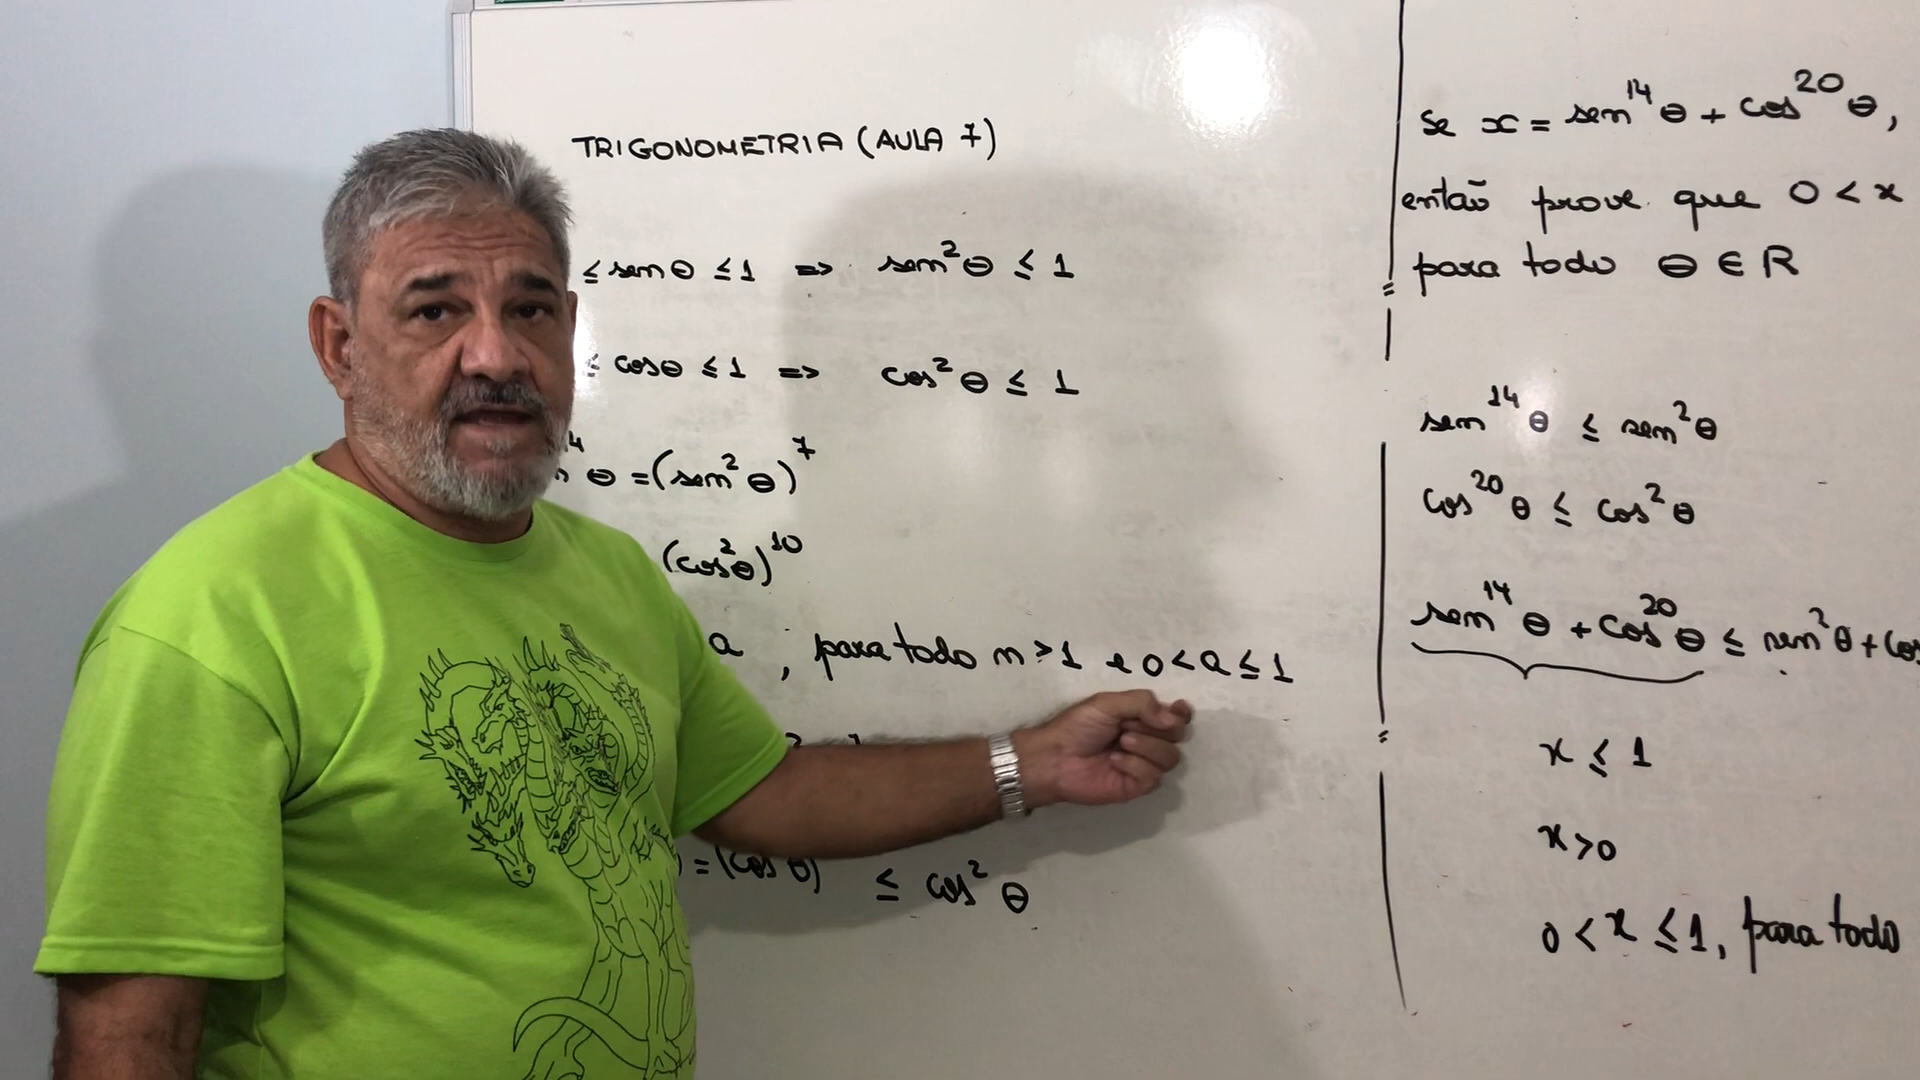 TRIGONOMETRIA (AULA 7)
≤ sen θ ≤ 1 => sen² θ ≤ 1
≤ cos θ ≤ 1 => cos² θ ≤ 1
θ = (sen² θ)⁷
(cos² θ)¹⁰
a , para todo n > 1 e 0 < a ≤ 1
= (cos θ) ≤ cos² θ
Se x = sen¹⁴ θ + cos²⁰ θ,
então prove que 0 < x
para todo θ ∈ R
sen¹⁴ θ ≤ sen² θ
cos²⁰ θ ≤ cos² θ
sen¹⁴ θ + cos²⁰ θ ≤ sen² θ + cos
x ≤ 1
x > 0
0 < x ≤ 1, para todo